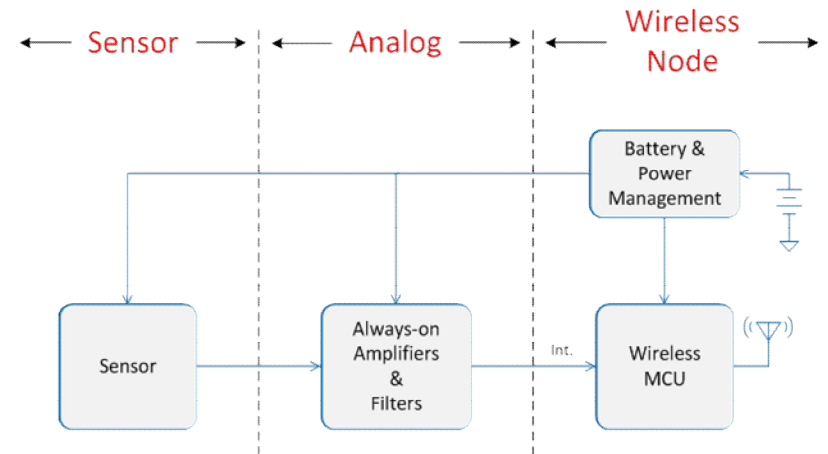 Sensor
Analog
Wireless
Node
Battery &
Power
Management
Sensor
Always-on
Amplifiers
&
Filters
Int.
Wireless
MCU